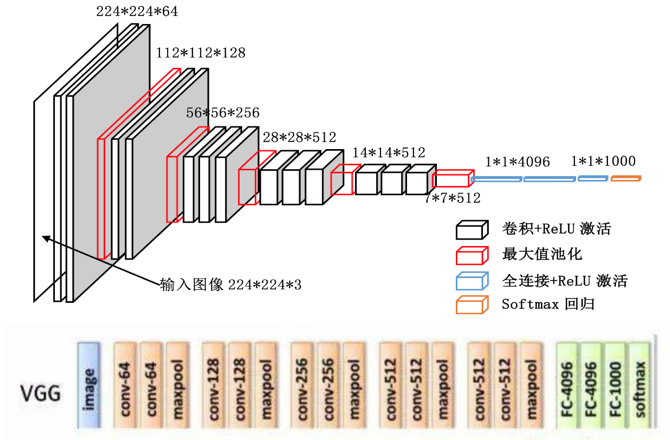 224*224*64
112*112*128
56*56*256
28*28*512
14*14*512
1*1*4096
1*1*1000
7*7*512
卷积+ReLU 激活
最大值池化
全连接+ReLU 激活
Softmax 回归
输入图像 224*224*3
VGG
image
conv-64
conv-64
maxpool
conv-128
conv-128
maxpool
conv-256
conv-256
maxpool
conv-512
conv-512
maxpool
conv-512
conv-512
maxpool
FC-4096
FC-4096
FC-1000
softmax